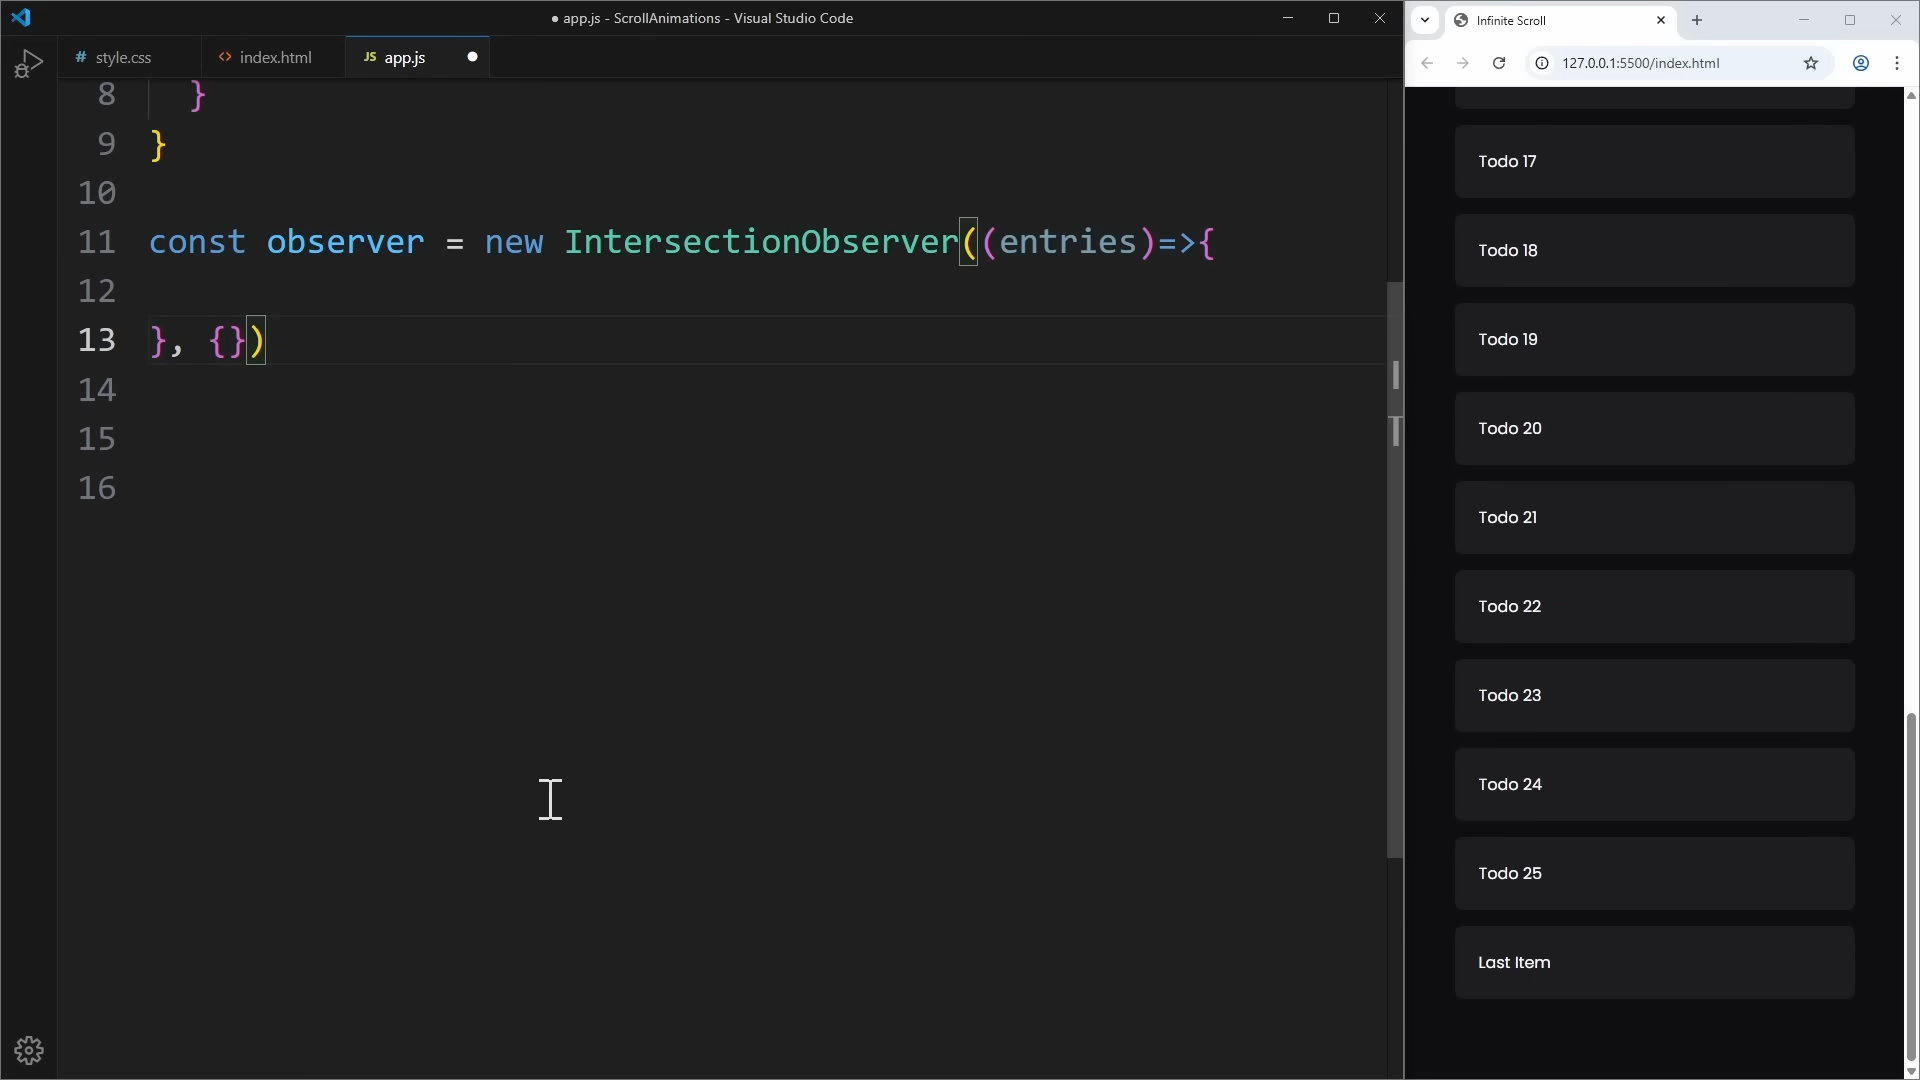 ● app.js - ScrollAnimations - Visual Studio Code
# style.css
<> index.html
JS app.js ●
8 }
9 }
10
11 const observer = new IntersectionObserver((entries)=>{
12
13 }, {})
14
15
16
Infinite Scroll
127.0.0.1:5500/index.html
Todo 17
Todo 18
Todo 19
Todo 20
Todo 21
Todo 22
Todo 23
Todo 24
Todo 25
Last Item